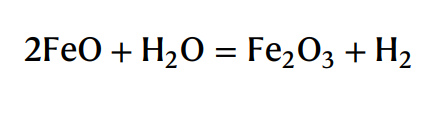 2FeO + H₂O = Fe₂O₃ + H₂